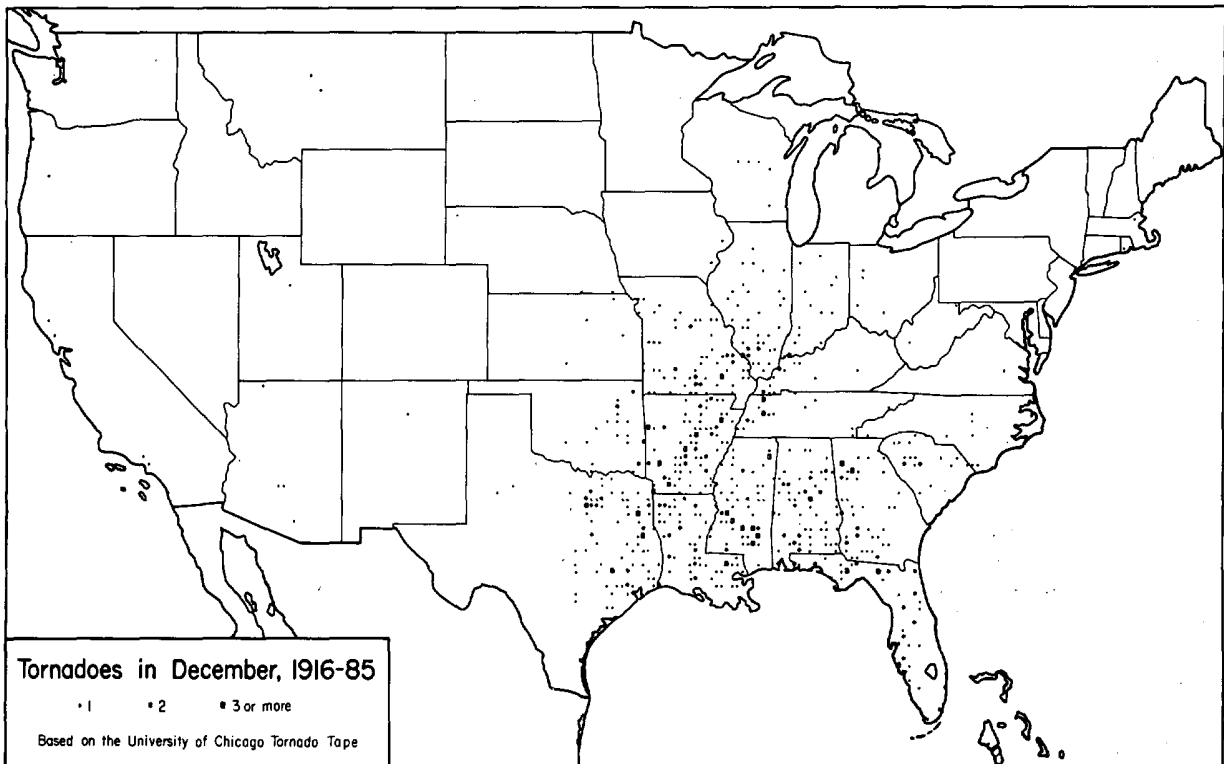 Tornadoes in December, 1916-85
1 2 3 or more
Based on the University of Chicago Tornado Tape